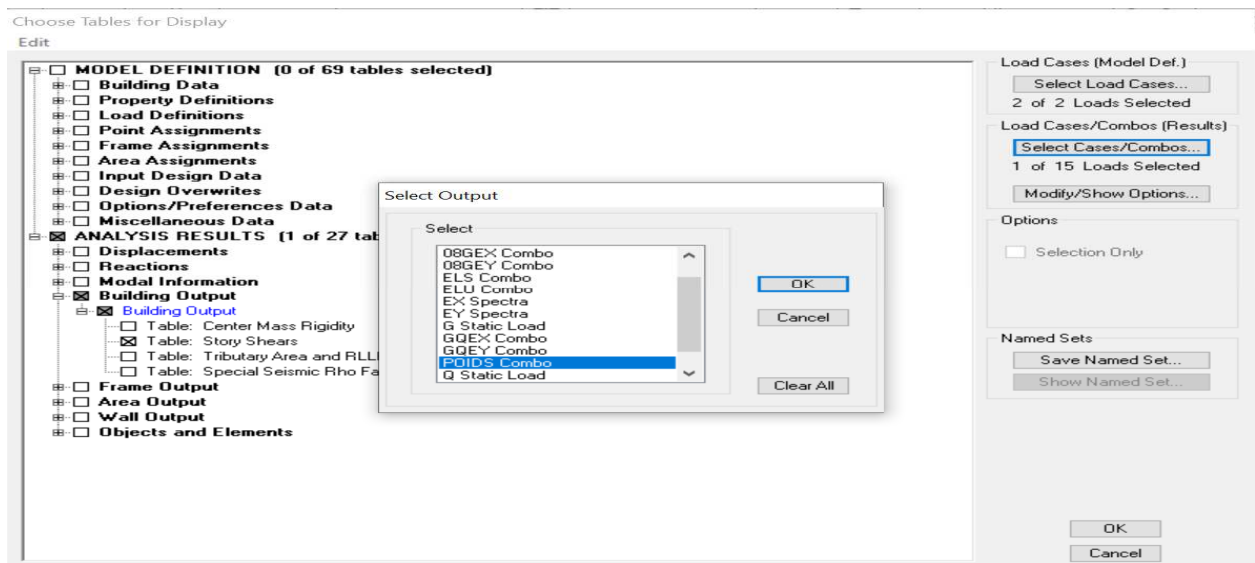 Choose Tables for Display
Edit
MODEL DEFINITION (0 of 69 tables selected)
Building Data
Property Definitions
Load Definitions
Point Assignments
Frame Assignments
Area Assignments
Input Design Data
Design Overwrites
Options/Preferences Data
Miscellaneous Data
ANALYSIS RESULTS (1 of 27 tab
Displacements
Reactions
Modal Information
Building Output
Building Output
Table: Center Mass Rigidity
Table: Story Shears
Table: Tributary Area and RLL
Table: Special Seismic Rho Fa
Frame Output
Area Output
Wall Output
Objects and Elements
Select Output
Select
08GEX Combo
08GEY Combo
ELS Combo
ELU Combo
EX Spectra
EY Spectra
G Static Load
GQEX Combo
GQEY Combo
POIDS Combo
Q Static Load
OK
Cancel
Clear All
Load Cases (Model Def.)
Select Load Cases...
2 of 2 Loads Selected
Load Cases/Combos (Results)
Select Cases/Combos...
1 of 15 Loads Selected
Modify/Show Options...
Options
Selection Only
Named Sets
Save Named Set...
Show Named Set...
OK
Cancel